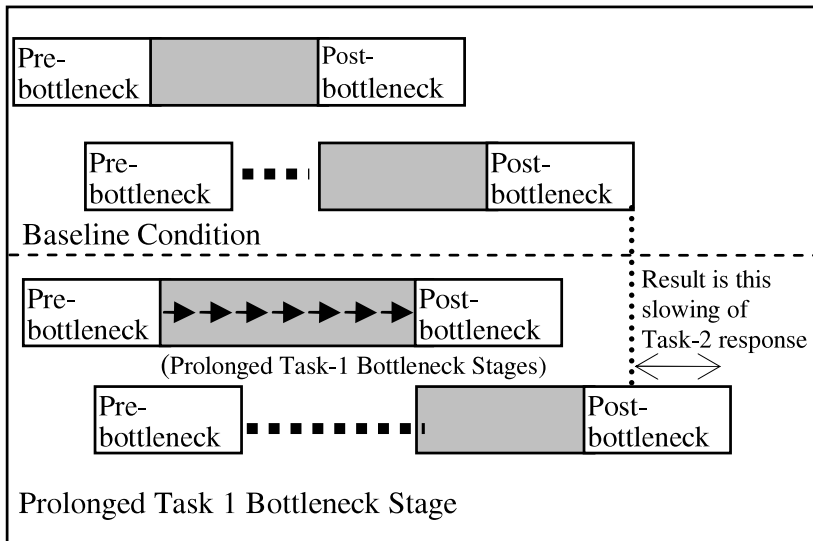 Pre-
bottleneck
Post-
bottleneck
Pre-
bottleneck
Post-
bottleneck
Baseline Condition
Pre-
bottleneck
Post-
bottleneck
Result is this
slowing of
Task-2 response
(Prolonged Task-1 Bottleneck Stages)
Pre-
bottleneck
Post-
bottleneck
Prolonged Task 1 Bottleneck Stage